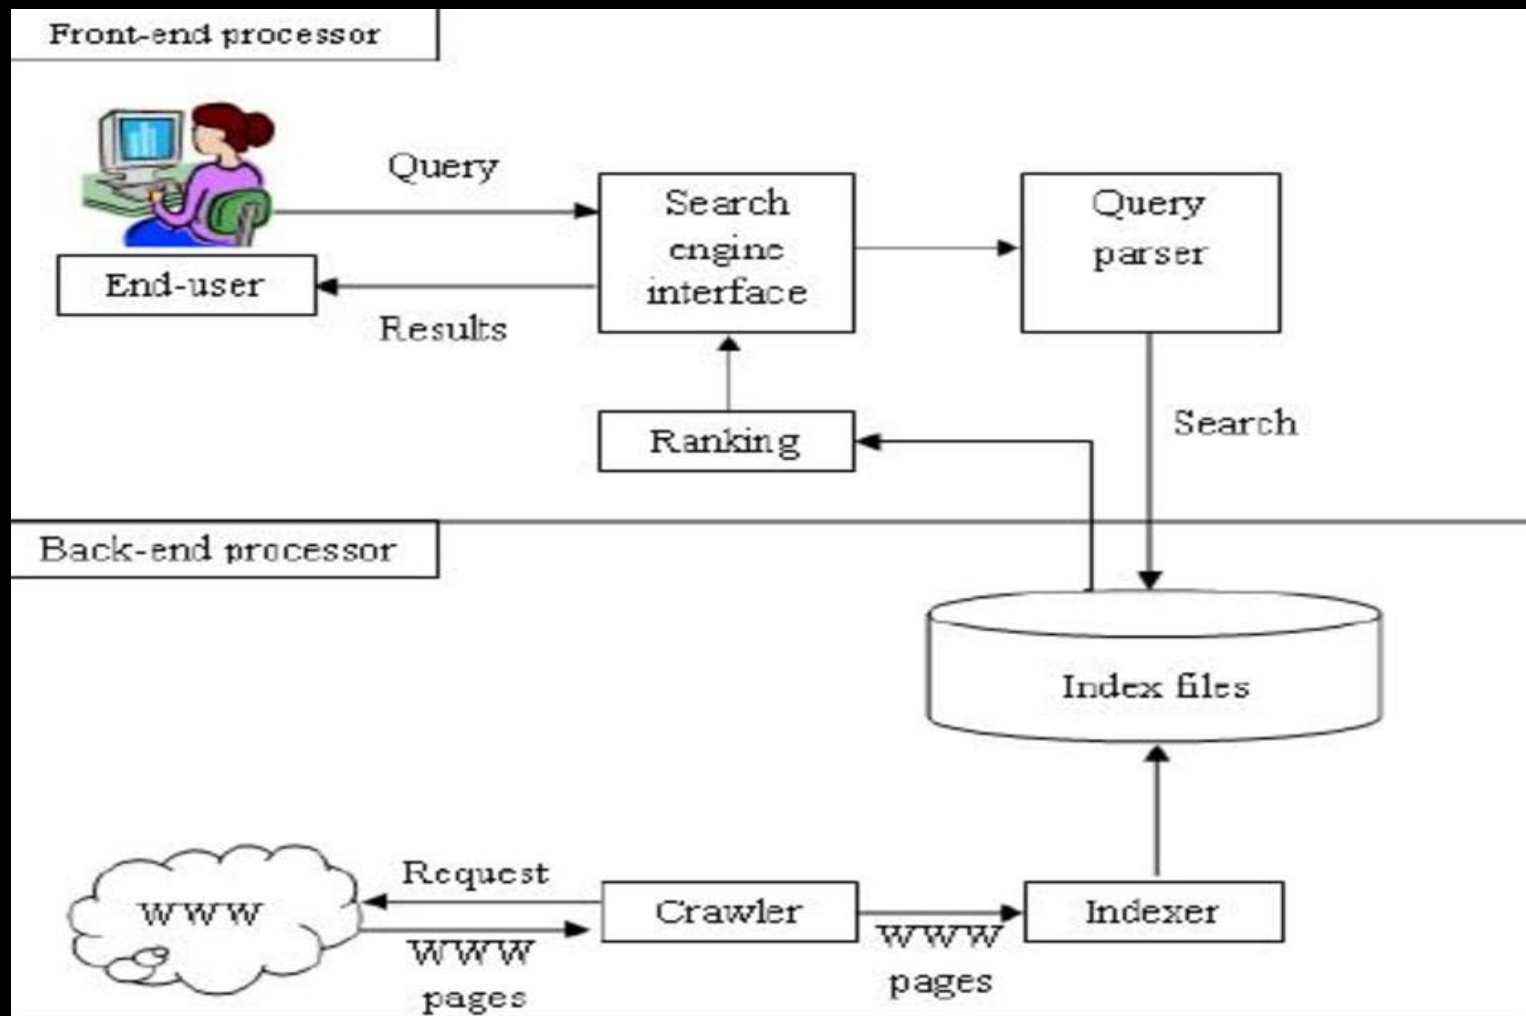 Front-end processor
Query
Search
engine
interface
Query
parser
End-user
Results
Ranking
Search
Back-end processor
Index files
Request
WWW
Crawler
Indexer
WWW
pages
WWW
pages